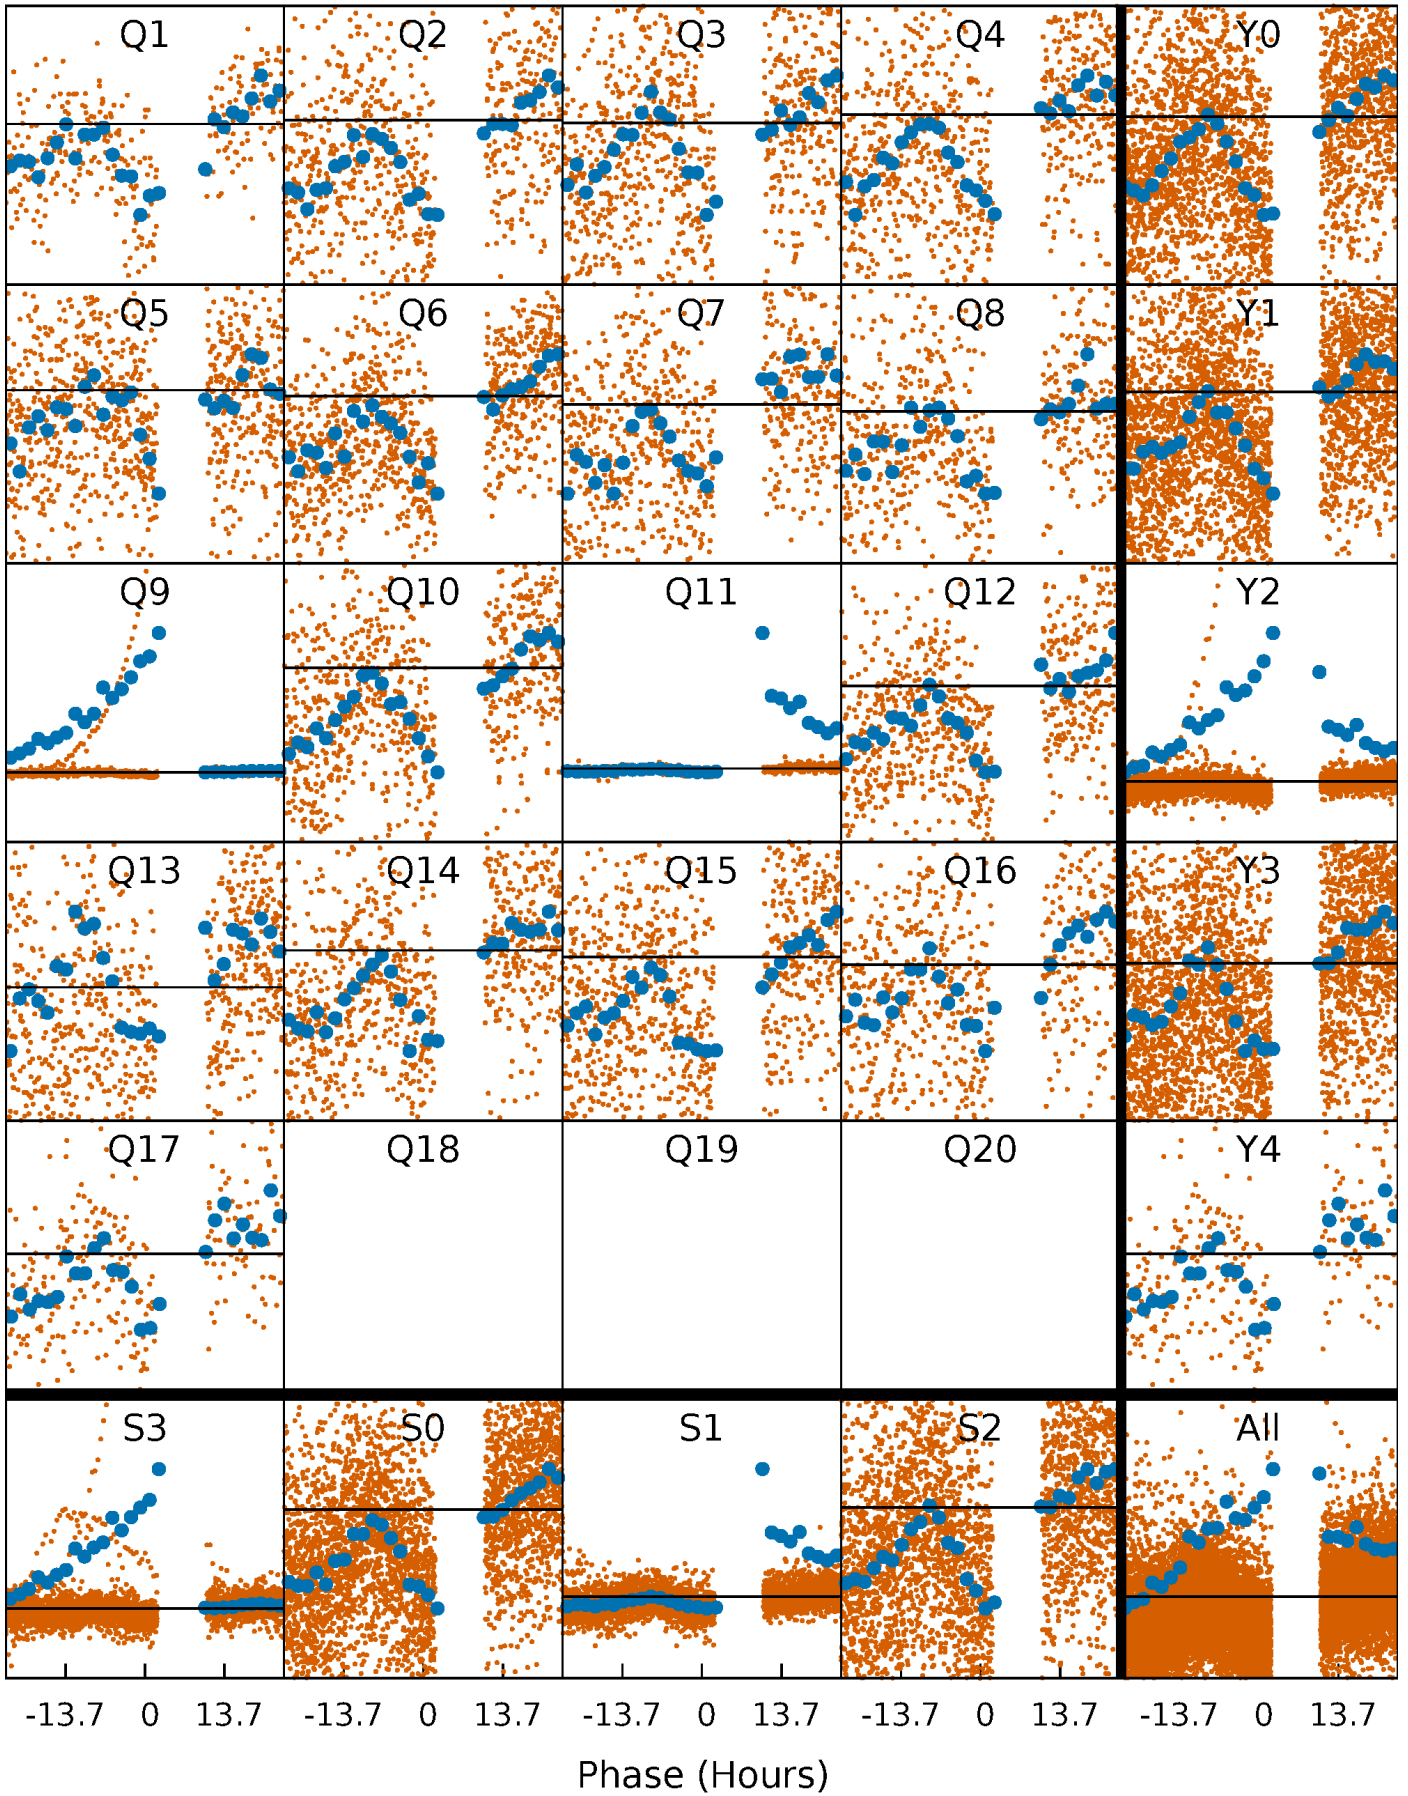 Q1 Q2 Q3 Q4 Y0
Q5 Q6 Q7 Q8 Y1
Q9 Q10 Q11 Q12 Y2
Q13 Q14 Q15 Q16 Y3
Q17 Q18 Q19 Q20 Y4
S3 S0 S1 S2 All
-13.7 0 13.7 -13.7 0 13.7 -13.7 0 13.7 -13.7 0 13.7 -13.7 0 13.7
Phase (Hours)